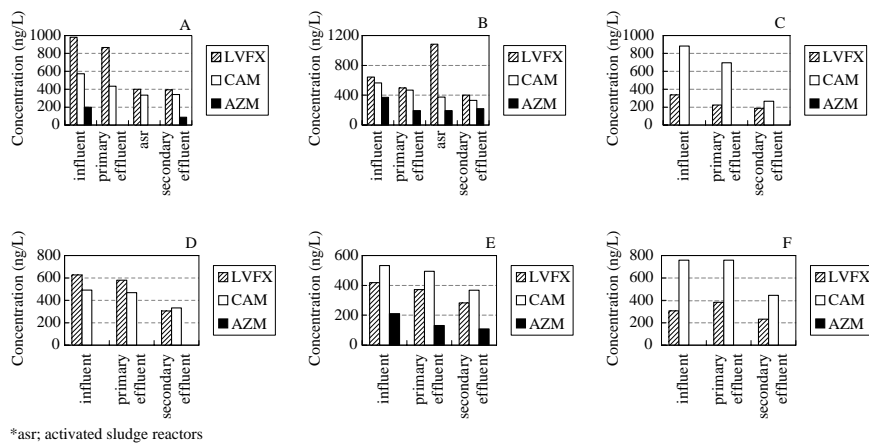 A
Concentration (ng/L)
1000
800
600
400
200
0
influent
primary
effluent
asr
secondary
effluent
LVFX
CAM
AZM
B
Concentration (ng/L)
1200
800
400
0
influent
primary
effluent
asr
secondary
effluent
LVFX
CAM
AZM
C
Concentration (ng/L)
1000
800
600
400
200
0
influent
primary
effluent
secondary
effluent
LVFX
CAM
AZM
D
Concentration (ng/L)
800
600
400
200
0
influent
primary
effluent
secondary
effluent
LVFX
CAM
AZM
E
Concentration (ng/L)
600
400
200
0
influent
primary
effluent
secondary
effluent
LVFX
CAM
AZM
F
Concentration (ng/L)
800
600
400
200
0
influent
primary
effluent
secondary
effluent
LVFX
CAM
AZM
*asr; activated sludge reactors